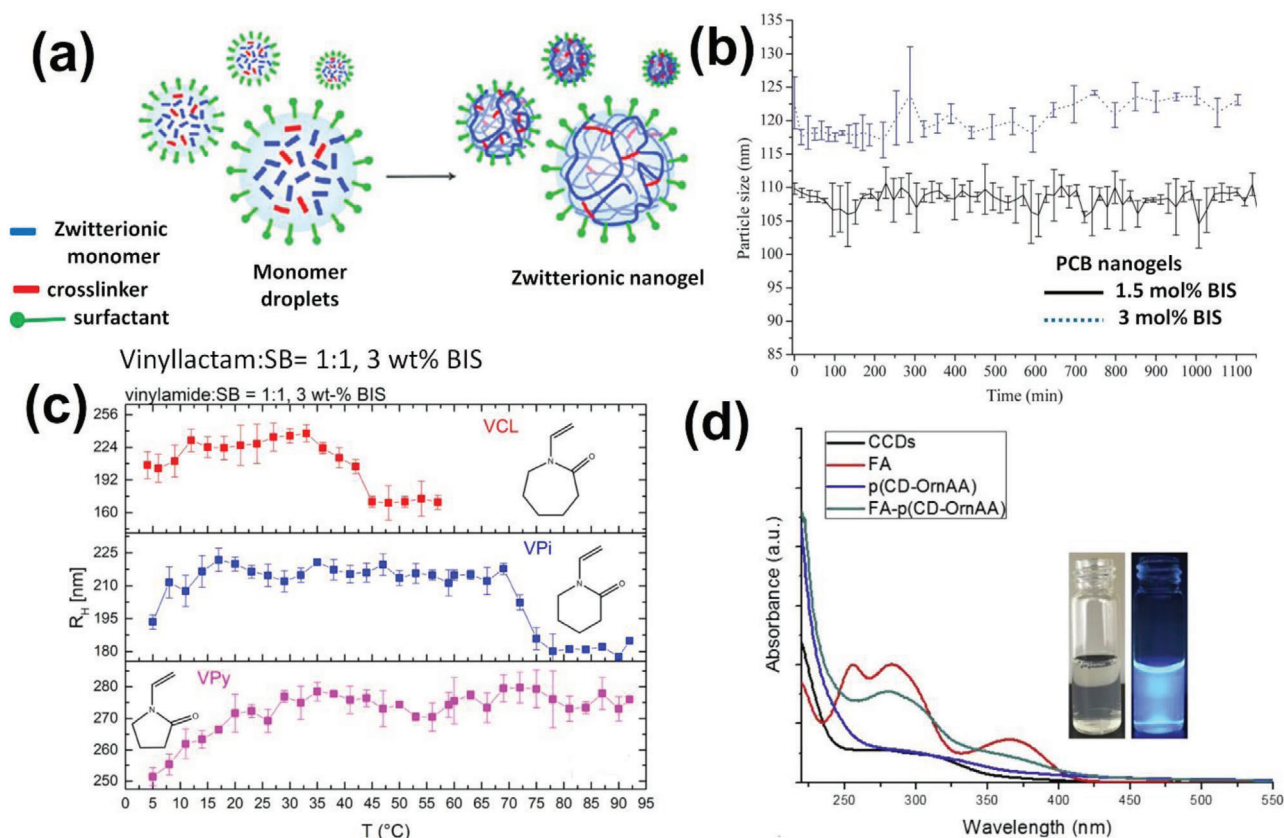 (a)
Zwitterionic
monomer
crosslinker
surfactant
Monomer
droplets
Zwitterionic nanogel
(b)
135
130
125
120
115
110
105
100
95
90
85
Particle size (nm)
PCB nanogels
1.5 mol% BIS
3 mol% BIS
0 100 200 300 400 500 600 700 800 900 1000 1100
Time (min)
Vinyllactam:SB= 1:1, 3 wt% BIS
(c)
vinylamide:SB = 1:1, 3 wt-% BIS
256
224
192
160
VCL
N
O
225
210
195
180
VPi
N
O
280
270
260
250
VPy
N
O
R_H [nm]
0 5 10 15 20 25 30 35 40 45 50 55 60 65 70 75 80 85 90 95
T (°C)
(d)
CCDs
FA
p(CD-OrnAA)
FA-p(CD-OrnAA)
Absorbance (a.u.)
250 300 350 400 450 500 550
Wavelength (nm)